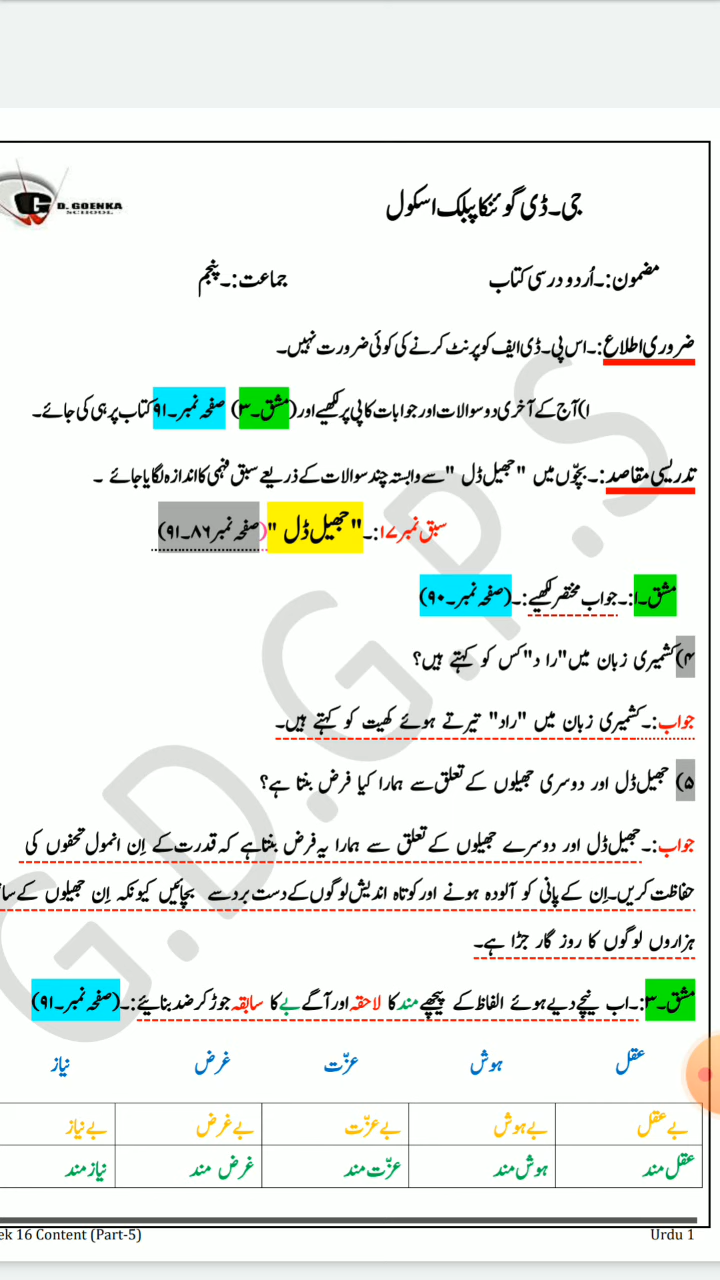 D. GOENKA
SCHOOL
جی۔ڈی گوئنکا پبلک اسکول
مضمون:۔اُردو درسی کتاب جماعت:۔پنجم
ضروری اطلاع:۔اس پی۔ڈی ایف کو پرنٹ کرنے کی کوئی ضرورت نہیں۔
۱)آج کے آخری دو سوالات اور جوابات کاپی پر لکھیے اور(مشق۔۳) صفحہ نمبر۔۹۱ کتاب پر ہی کی جائے۔
تدریسی مقاصد:۔بچّوں میں "جھیل ڈل "سے وابستہ چند سوالات کے ذریعے سبق فہمی کا اندازہ لگایا جائے ۔
سبق نمبر ۱۷:۔"جھیل ڈل "(صفحہ نمبر ۸۶۔۹۱)
مشق۔۱:۔جواب مختصر لکھیے:۔(صفحہ نمبر۔۹۰)
۴)کشمیری زبان میں"را د"کس کو کہتے ہیں؟
جواب:۔کشمیری زبان میں "راد" تیرتے ہوئے کھیت کو کہتے ہیں۔
۵) جھیل ڈل اور دوسری جھیلوں کے تعلق سے ہمارا کیا فرض بنتا ہے؟
جواب:۔جھیل ڈل اور دوسرے جھیلوں کے تعلق سے ہمارا یہ فرض بنتاہے کہ قدرت کے اِن انمول تحفوں کی
حفاظت کریں۔اِن کے پانی کو آلودہ ہونے اور کوتاہ اندیش لوگوں کے دست برد سے بچائیں کیونکہ اِن جھیلوں کے سا
ہزاروں لوگوں کا روز گار جڑا ہے۔
مشق۔۳:۔اب نیچے دیے ہوئے الفاظ کے پیچھے مند کا لاحقہ اور آگے بے کا سابقہ جوڑ کر ضد بنائیے:۔(صفحہ نمبر۔۹۱)
عقل ہوش عزّت غرض نیاز
بے عقل بے ہوش بے عزّت بے غرض بے نیاز
عقل مند ہوش مند عزّت مند غرض مند نیاز مند
ek 16 Content (Part-5) Urdu 1
G.D.G.P.S